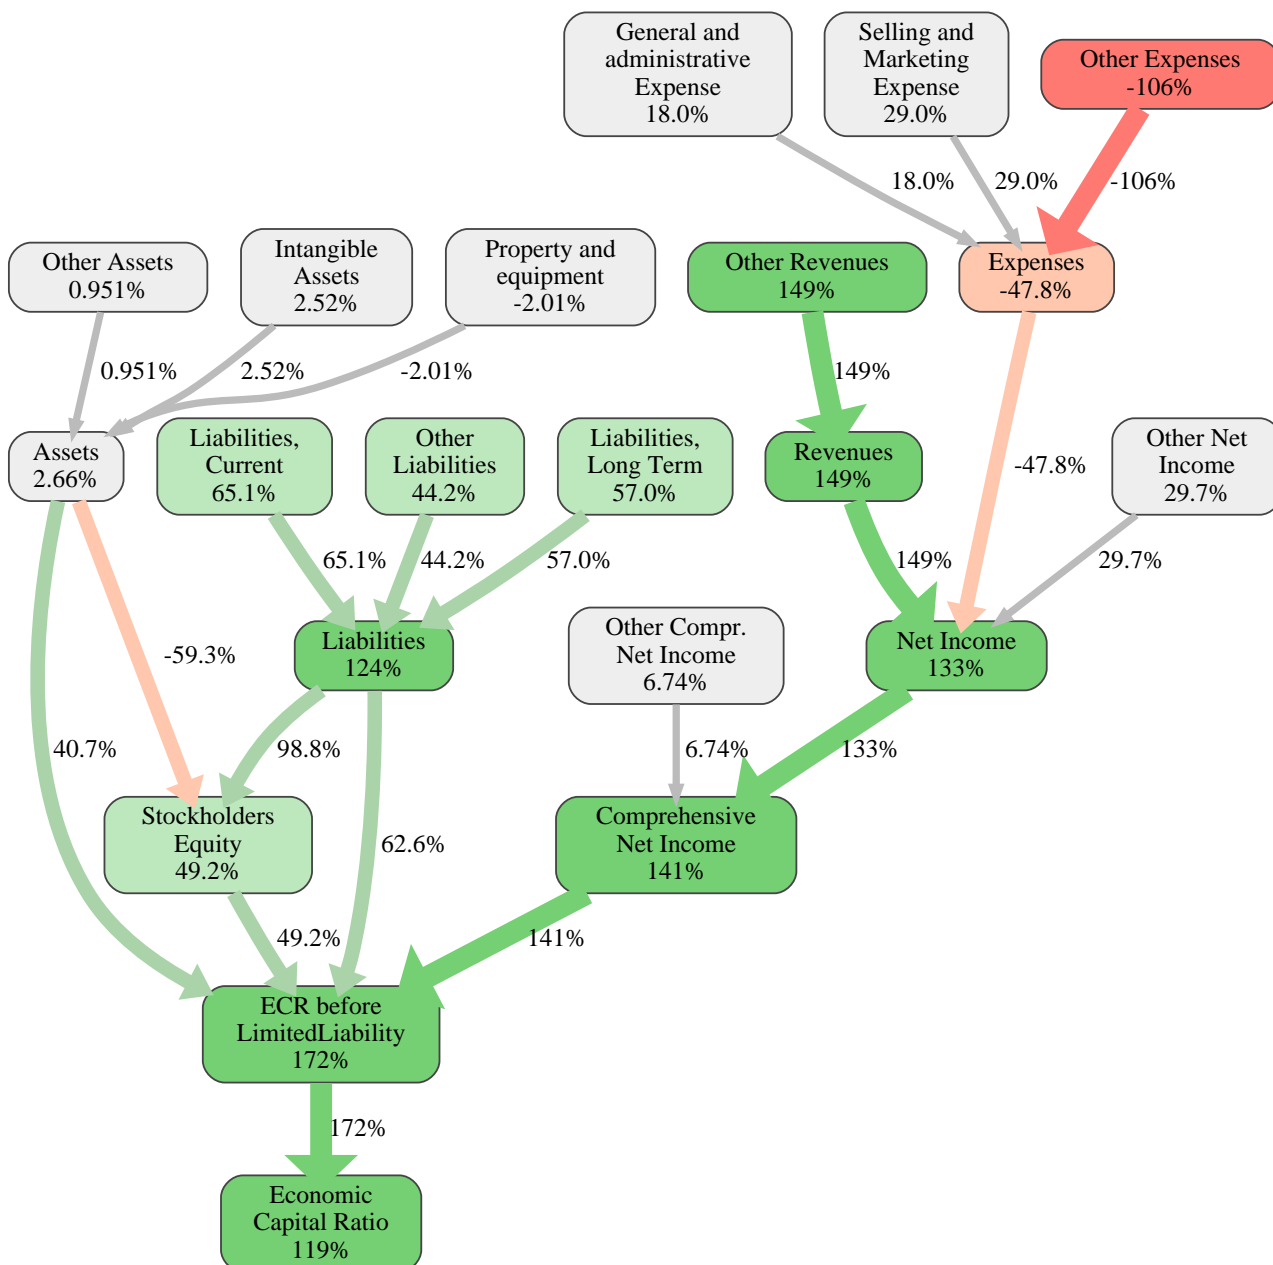 General and
administrative
Expense
18.0%
Selling and
Marketing
Expense
29.0%
Other Expenses
-106%
18.0%
29.0%
-106%
Other Assets
0.951%
Intangible
Assets
2.52%
Property and
equipment
-2.01%
Other Revenues
149%
Expenses
-47.8%
0.951%
2.52%
-2.01%
149%
Assets
2.66%
Liabilities,
Current
65.1%
Other
Liabilities
44.2%
Liabilities,
Long Term
57.0%
Revenues
149%
-47.8%
Other Net
Income
29.7%
65.1%
44.2%
57.0%
149%
29.7%
-59.3%
Liabilities
124%
Other Compr.
Net Income
6.74%
Net Income
133%
40.7%
98.8%
6.74%
133%
Stockholders
Equity
49.2%
62.6%
Comprehensive
Net Income
141%
49.2%
141%
ECR before
LimitedLiability
172%
172%
Economic
Capital Ratio
119%